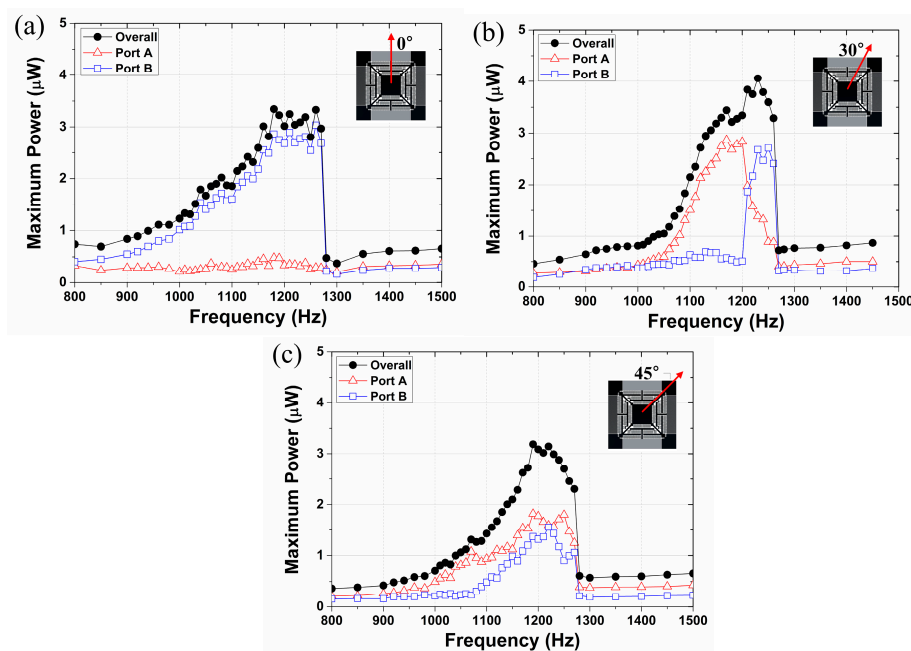 (a)
5
4
3
2
1
0
Maximum Power (μW)
Overall
Port A
Port B
0°
800 900 1000 1100 1200 1300 1400 1500
Frequency (Hz)
(b)
5
4
3
2
1
0
Maximum Power (μW)
Overall
Port A
Port B
30°
800 900 1000 1100 1200 1300 1400 1500
Frequency (Hz)
(c)
5
4
3
2
1
0
Maximum Power (μW)
Overall
Port A
Port B
45°
800 900 1000 1100 1200 1300 1400 1500
Frequency (Hz)